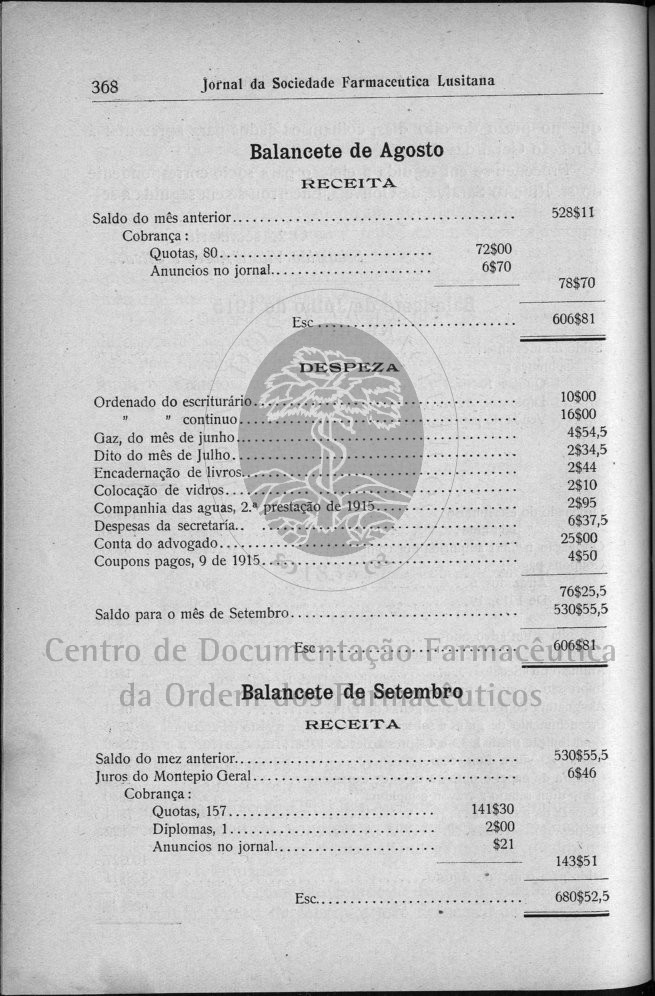 368 Jornal da Sociedade Farmaceutica Lusitana
Balancete de Agosto
RECEITA
Saldo do mês anterior........................................ 528$11
Cobrança:
Quotas, 80............................ 72$00
Anuncios no jornal........................ 6$70
78$70
Esc............................ 606$81
DESPEZA
Ordenado do escriturário........................................ 10$00
" " continuo........................................ 16$00
Gaz, do mês de junho........................................ 4$54,5
Dito do mês de Julho........................................ 2$34,5
Encadernação de livros........................................ 2$44
Colocação de vidros........................................ 2$10
Companhia das aguas, 2.ª prestação de 1915.................... 2$95
Despesas da secretaria.. .................................... 6$37,5
Conta do advogado........................................ 25$00
Coupons pagos, 9 de 1915.................................... 4$50
76$25,5
Saldo para o mês de Setembro................................ 530$55,5
Esc............................ 606$81
Centro de Documentação Farmacêutica
da Ordem dos Farmacêuticos
Balancete de Setembro
RECEITA
Saldo do mez anterior........................................ 530$55,5
Juros do Montepio Geral.................................... 6$46
Cobrança:
Quotas, 157............................ 141$30
Diplomas, 1............................ 2$00
Anuncios no jornal........................ $21
143$51
Esc............................ 680$52,5